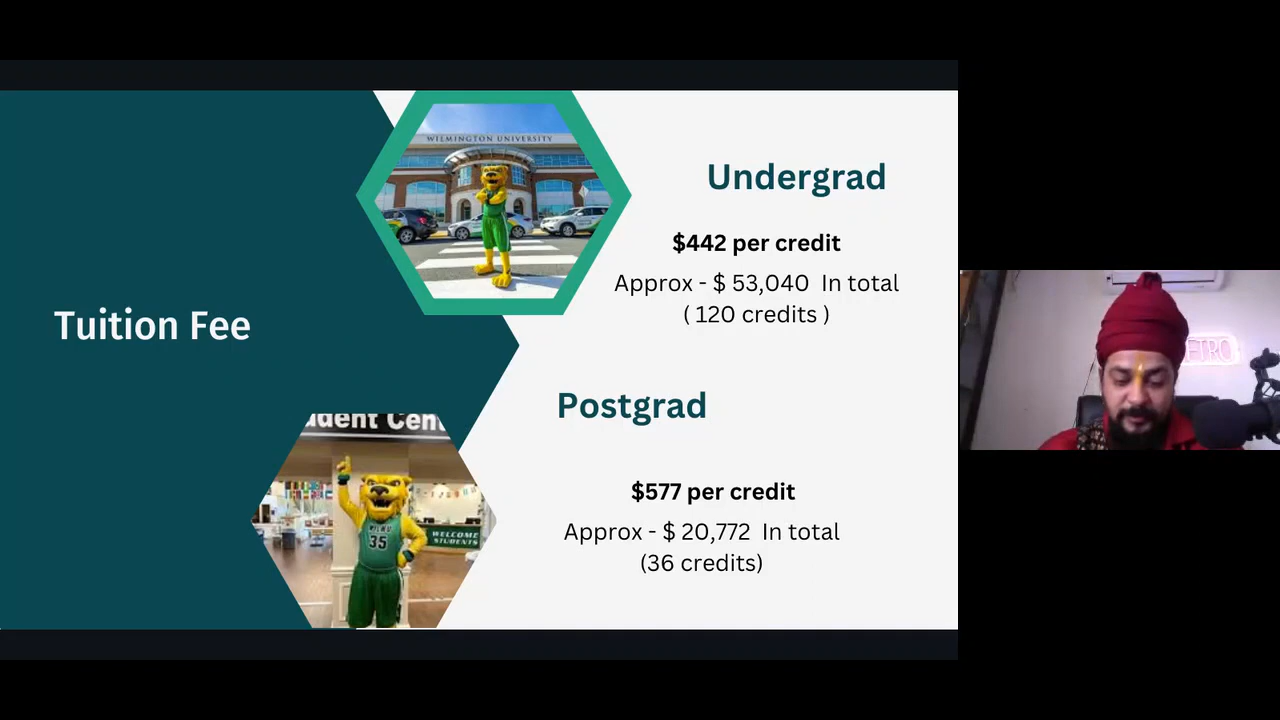 WILMINGTON UNIVERSITY
Undergrad
$442 per credit
Approx - $ 53,040 In total
( 120 credits )
Tuition Fee
Postgrad
$577 per credit
Approx - $ 20,772 In total
(36 credits)
udent Cen
WELCOME
STUDENTS
WILMU
35